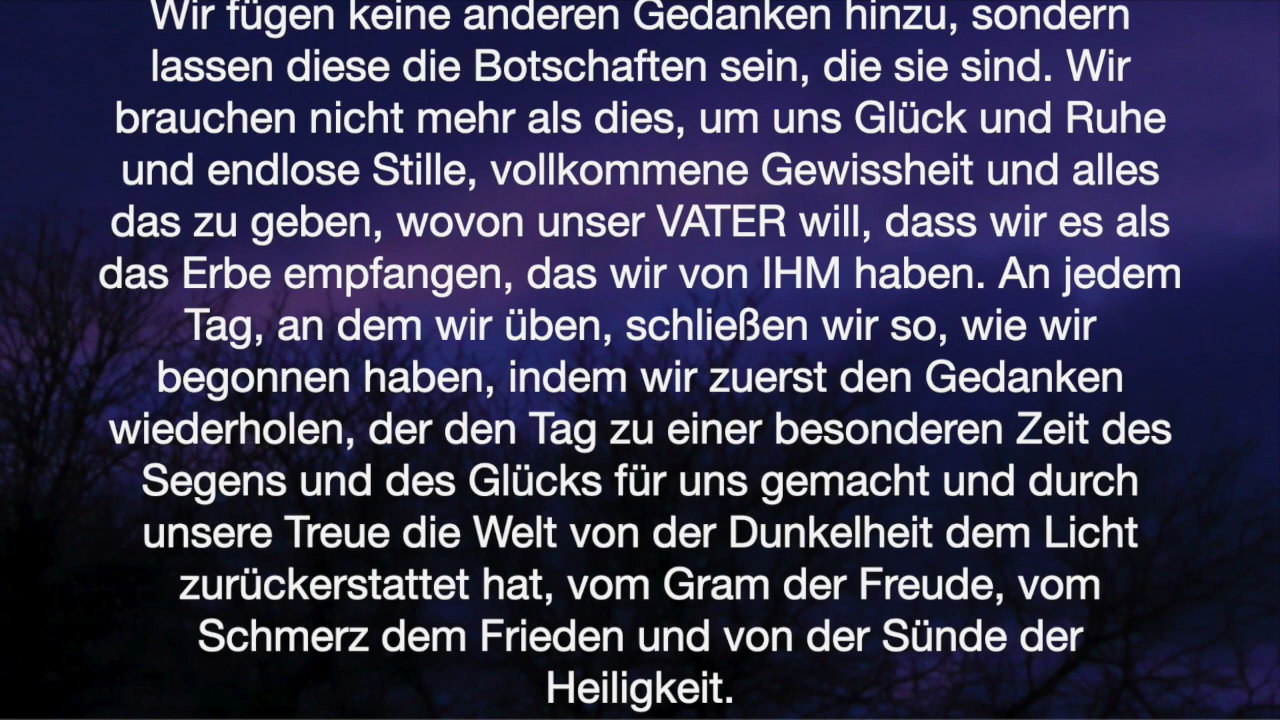 Wir fügen keine anderen Gedanken hinzu, sondern
lassen diese die Botschaften sein, die sie sind. Wir
brauchen nicht mehr als dies, um uns Glück und Ruhe
und endlose Stille, vollkommene Gewissheit und alles
das zu geben, wovon unser VATER will, dass wir es als
das Erbe empfangen, das wir von IHM haben. An jedem
Tag, an dem wir üben, schließen wir so, wie wir
begonnen haben, indem wir zuerst den Gedanken
wiederholen, der den Tag zu einer besonderen Zeit des
Segens und des Glücks für uns gemacht und durch
unsere Treue die Welt von der Dunkelheit dem Licht
zurückerstattet hat, vom Gram der Freude, vom
Schmerz dem Frieden und von der Sünde der
Heiligkeit.